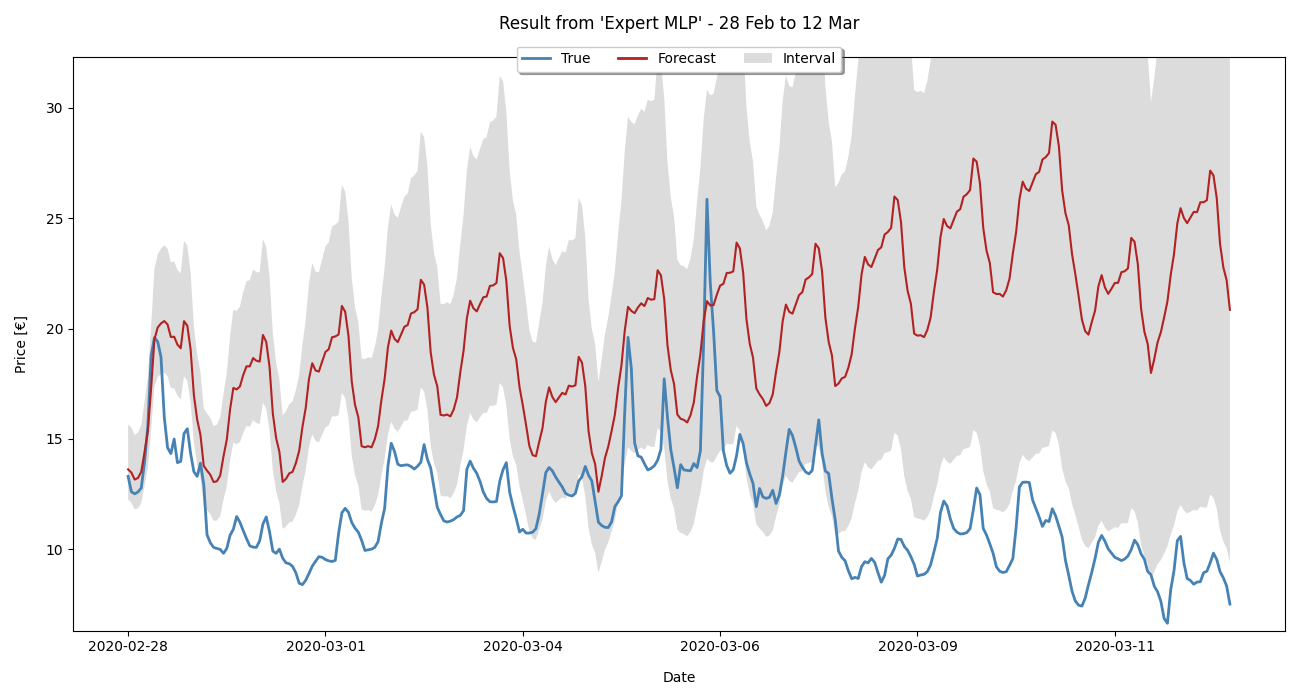 Result from 'Expert MLP' - 28 Feb to 12 Mar
True Forecast Interval
Price [€]
30
25
20
15
10
2020-02-28 2020-03-01 2020-03-04 2020-03-06 2020-03-09 2020-03-11
Date